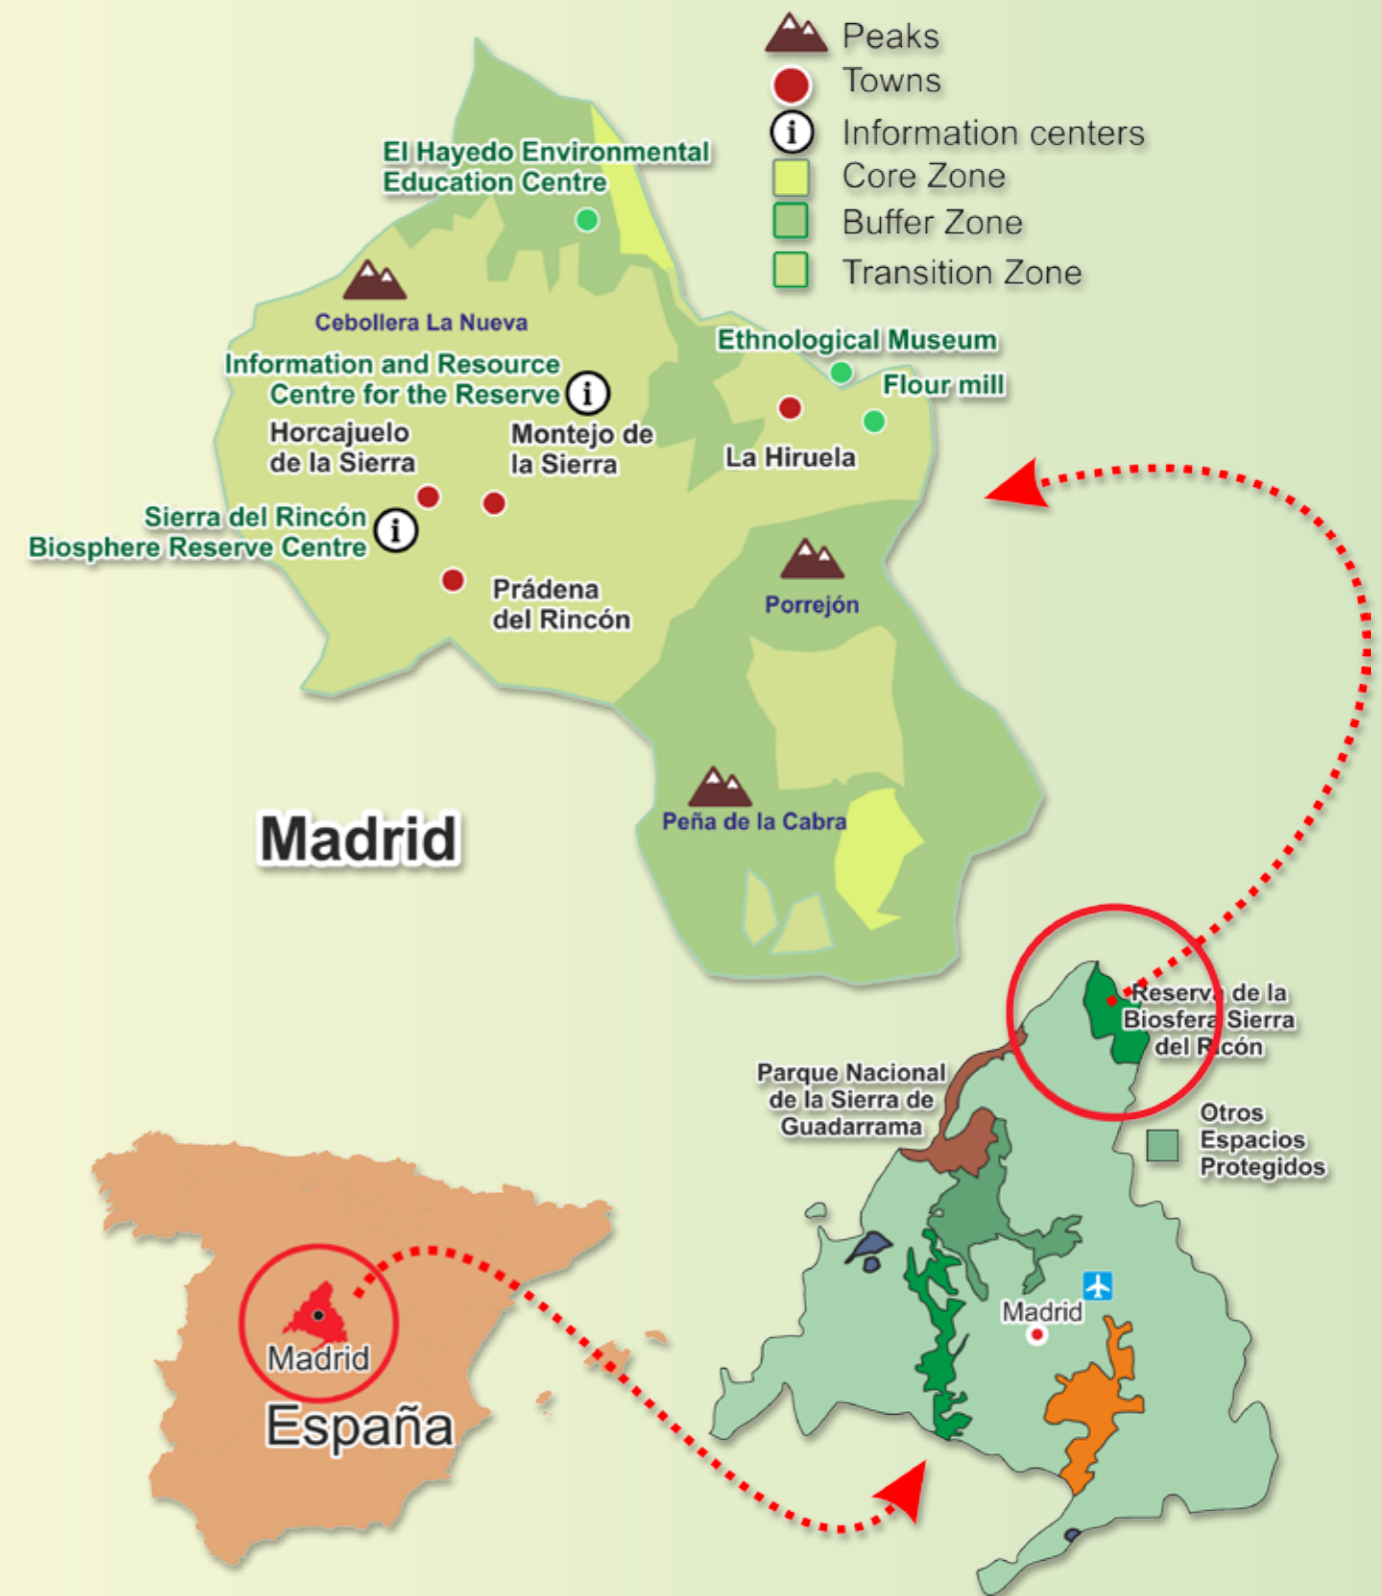 Peaks
Towns
Information centers
Core Zone
Buffer Zone
Transition Zone
El Hayedo Environmental
Education Centre
Cebollera La Nueva
Ethnological Museum
Flour mill
Information and Resource
Centre for the Reserve
i
Horcajuelo
de la Sierra
Montejo de
la Sierra
La Hiruela
Sierra del Rincón
Biosphere Reserve Centre
i
Prádena
del Rincón
Porrejón
Peña de la Cabra
Madrid
Reserva de la
Biosfera Sierra
del Ricón
Parque Nacional
de la Sierra de
Guadarrama
Otros
Espacios
Protegidos
Madrid
Madrid
España